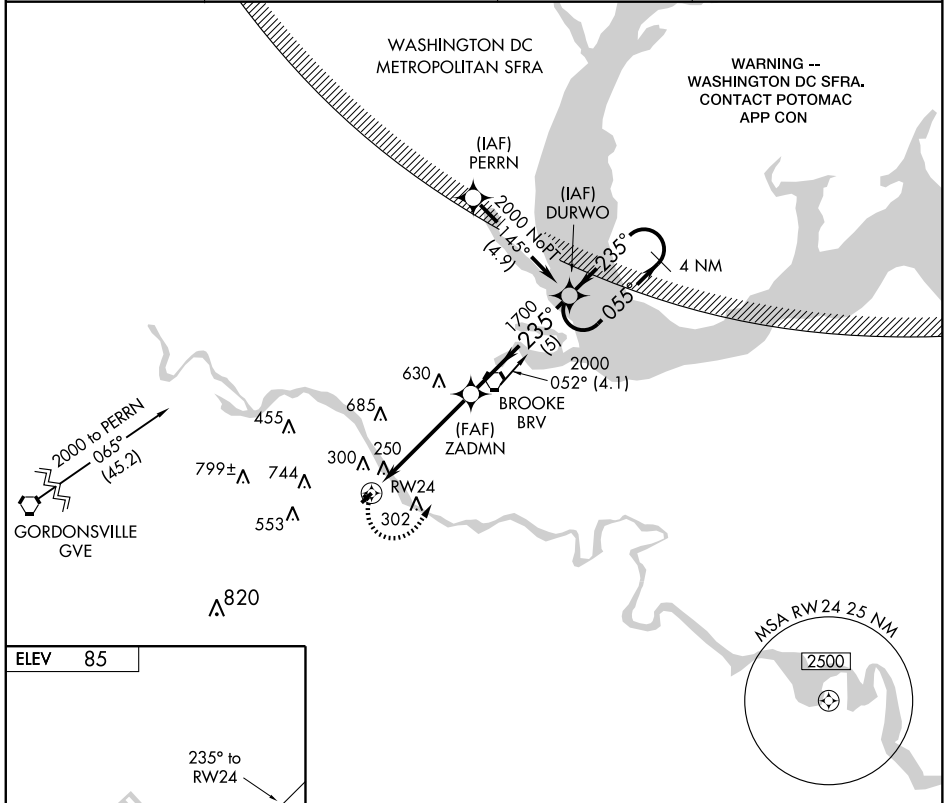 WASHINGTON DC
METROPOLITAN SFRA
WARNING --
WASHINGTON DC SFRA.
CONTACT POTOMAC
APP CON
(IAF)
PERRN
(IAF)
DURWO
2000 NoPT
145°
(4.9)
235°
4 NM
055°
1700
235°
(5)
2000
052° (4.1)
BROOKE
BRV
630
(FAF)
ZADMN
2000 to PERRN
065°
(45.2)
GORDONSVILLE
GVE
455
685
799±
744
300
250
RW24
553
302
820
MSA RW24 25 NM
2500
ELEV 85
235° to
RW24